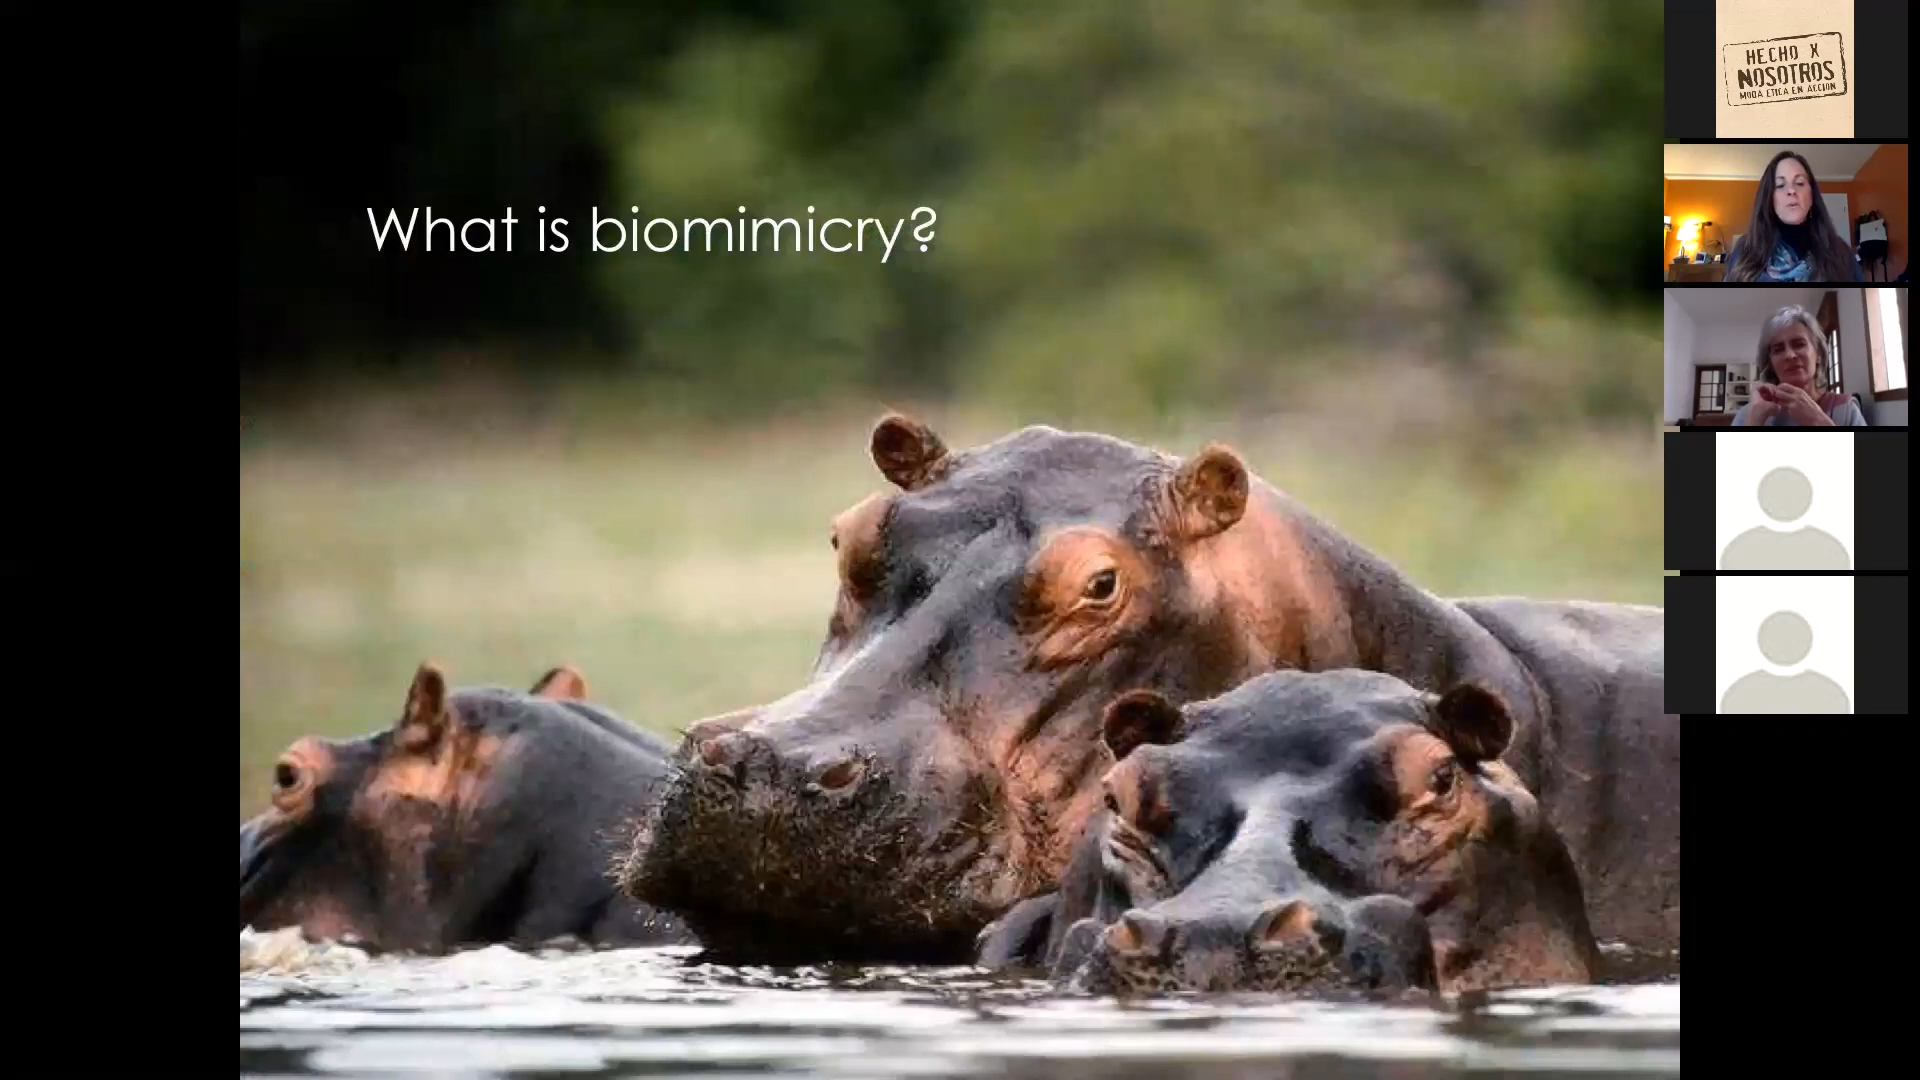 What is biomimicry?
HECHO X
NOSOTROS
MODA ETICA EN ACCION